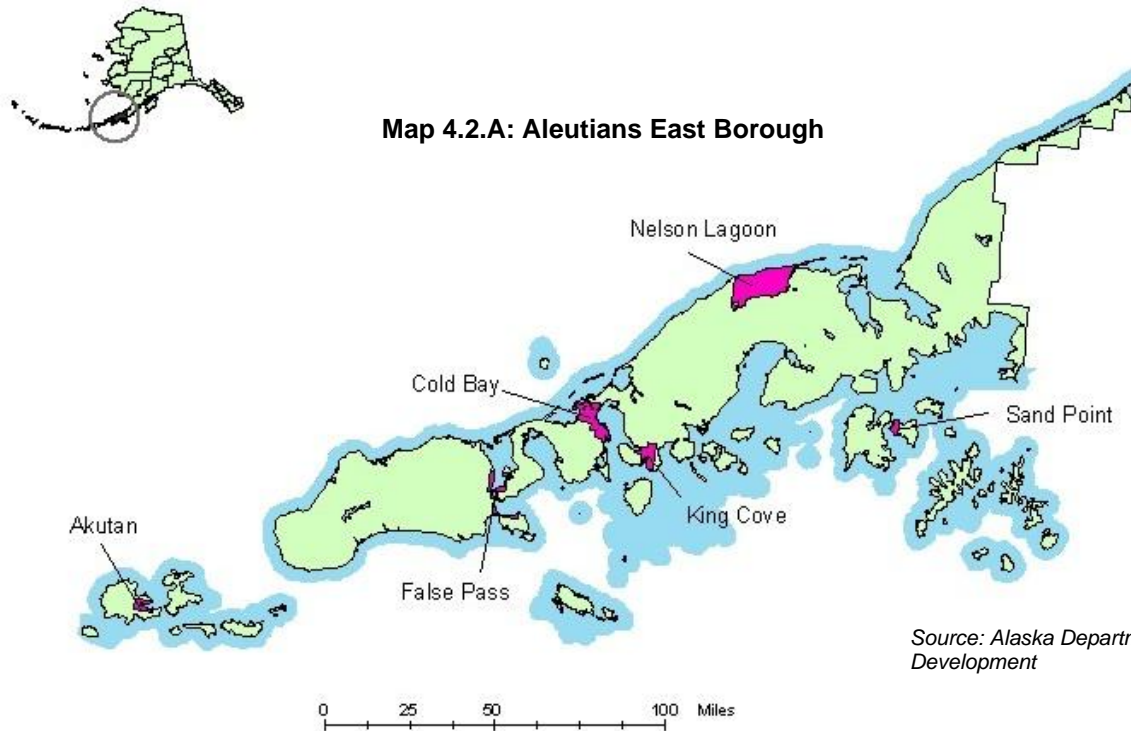 Map 4.2.A: Aleutians East Borough
Nelson Lagoon
Cold Bay
Sand Point
King Cove
Akutan
False Pass
Source: Alaska
Development
0 25 50 100 Miles